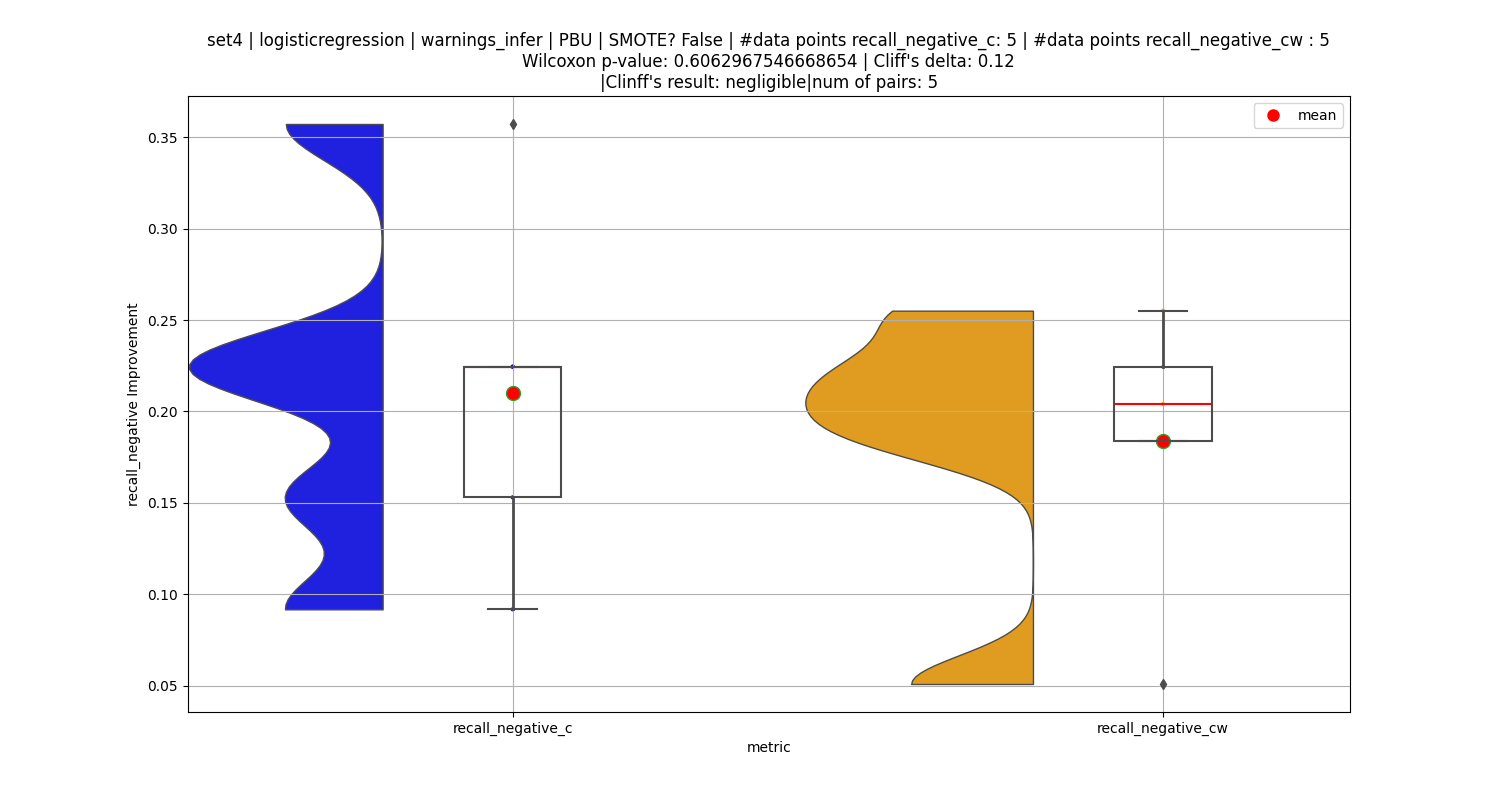 set4 | logisticregression | warnings_infer | PBU | SMOTE? False | #data points recall_negative_c: 5 | #data points recall_negative_cw : 5
Wilcoxon p-value: 0.6062967546668654 | Cliff's delta: 0.12
|Clinff's result: negligible|num of pairs: 5
mean
0.35
0.30
0.25
0.20
0.15
0.10
0.05
recall_negative Improvement
recall_negative_c
recall_negative_cw
metric